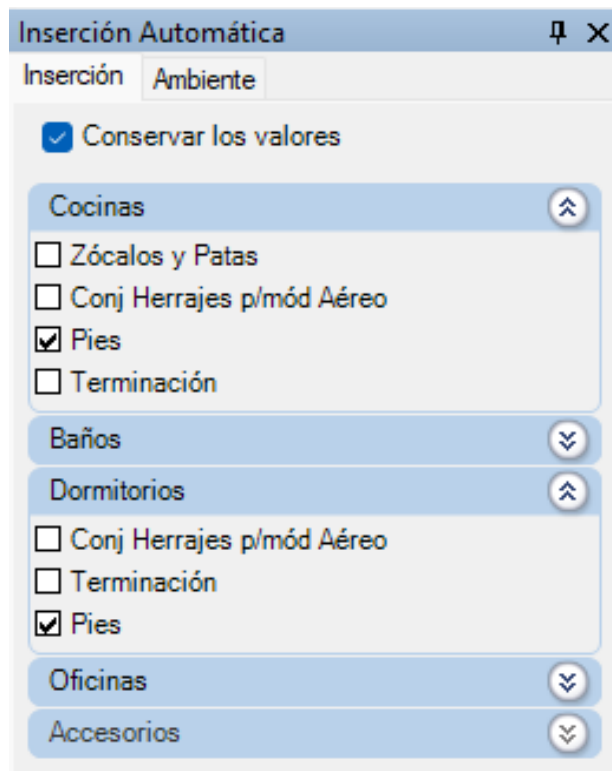 Inserción Automática
Inserción Ambiente
Conservar los valores
Cocinas
Zócalos y Patas
Conj Herrajes p/mód Aéreo
Pies
Terminación
Baños
Dormitorios
Conj Herrajes p/mód Aéreo
Terminación
Pies
Oficinas
Accesorios